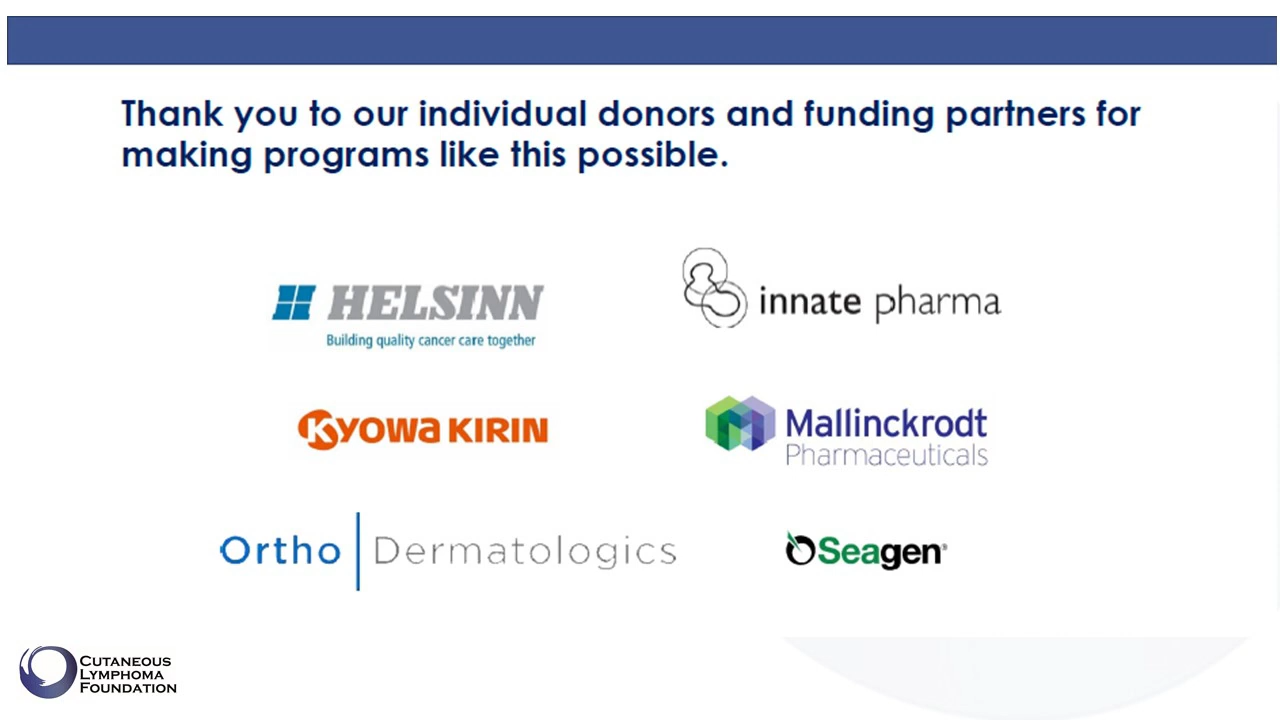 Thank you to our individual donors and funding partners for
making programs like this possible.
HELSINN
Building quality cancer care together
innate pharma
KYOWA KIRIN
Mallinckrodt
Pharmaceuticals
Ortho Dermatologics
Seagen®
CUTANEOUS
LYMPHOMA
FOUNDATION